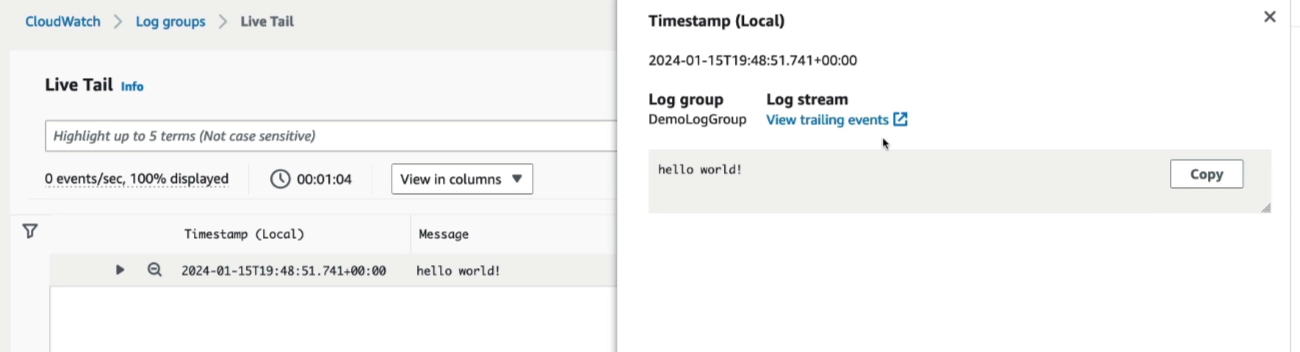 CloudWatch > Log groups > Live Tail
Live Tail Info
Highlight up to 5 terms (Not case sensitive)
0 events/sec, 100% displayed 00:01:04 View in columns ▼
Timestamp (Local) Message
2024-01-15T19:48:51.741+00:00 hello world!
Timestamp (Local)
2024-01-15T19:48:51.741+00:00
Log group Log stream
DemoLogGroup View trailing events
hello world! Copy